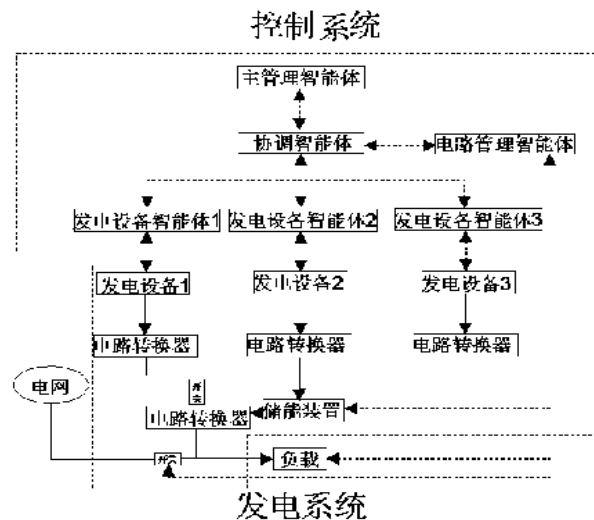 控制系统
主管理智能体
协调智能体
电路管理智能体
发电设备智能体1
发电设备智能体2
发电设备智能体3
发电设备1
发电设备2
发电设备3
电路转换器
电路转换器
电路转换器
电网
开关
电路转换器
储能装置
开关
负载
发电系统